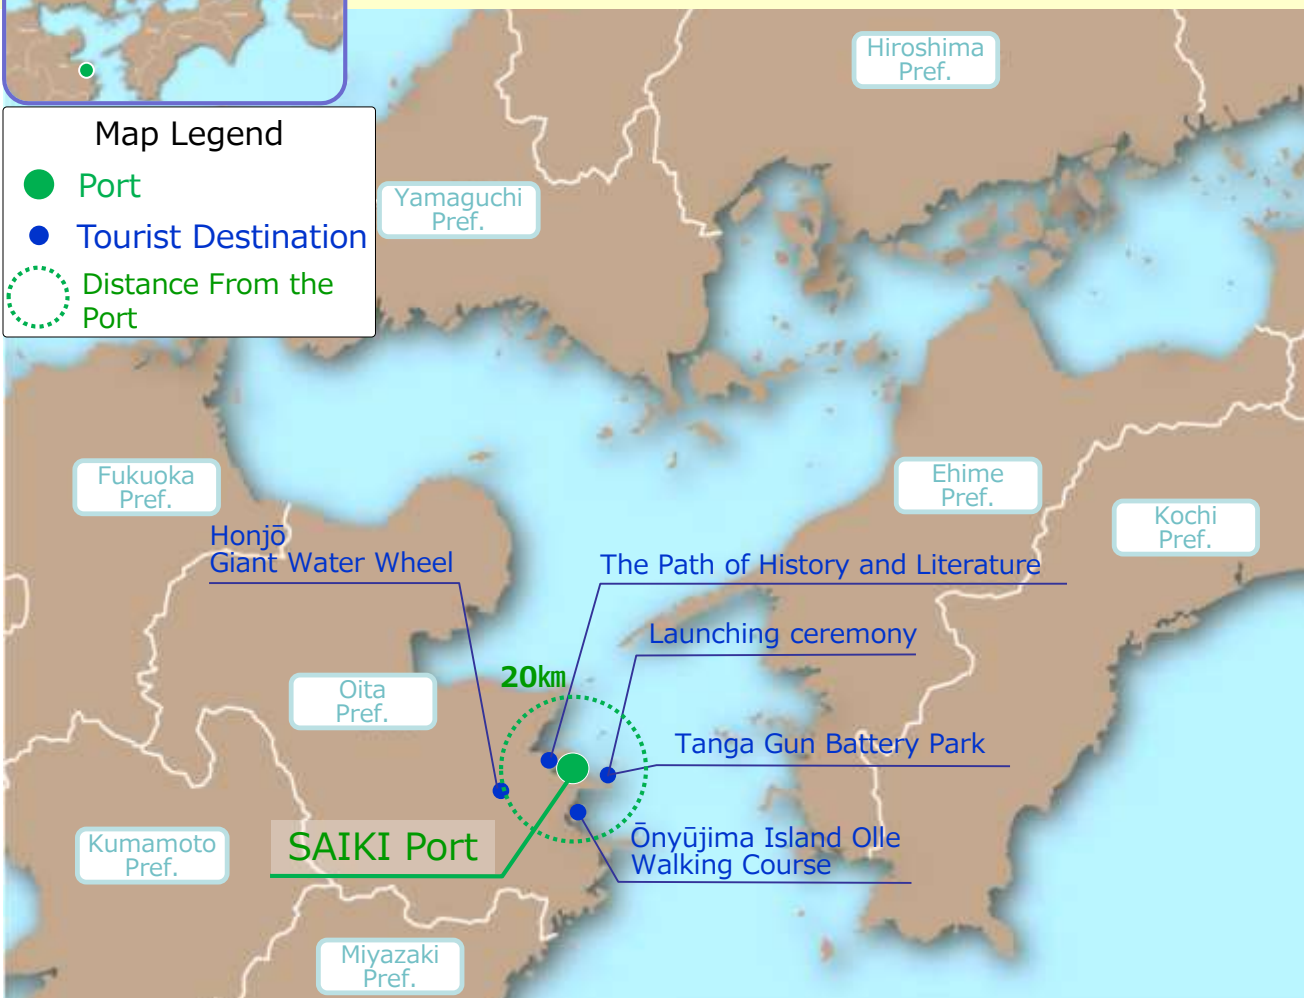 Hiroshima
Pref.
Map Legend
Port
Tourist Destination
Distance From the
Port
Yamaguchi
Pref.
Fukuoka
Pref.
Ehime
Pref.
Kochi
Pref.
Honjō
Giant Water Wheel
The Path of History and Literature
Launching ceremony
20㎞
Oita
Pref.
Tanga Gun Battery Park
SAIKI Port
Kumamoto
Pref.
Ōnyūjima Island Olle
Walking Course
Miyazaki
Pref.